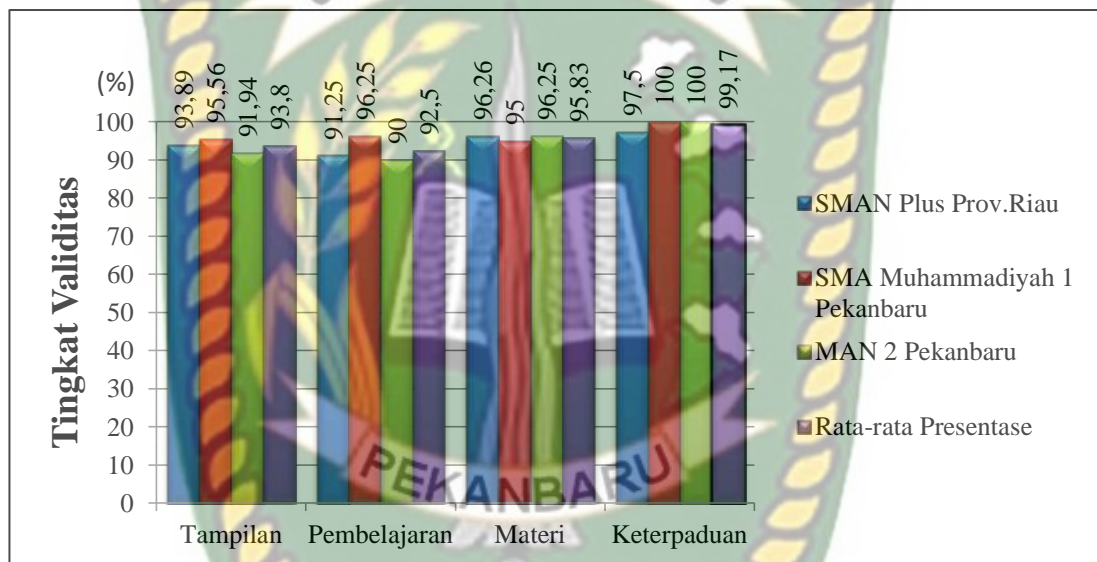 (%)
93,89
95,56
91,94
93,8
91,25
96,25
90
92,5
96,26
95
96,25
95,83
97,5
100
100
99,17
Tingkat Validitas
100
90
80
70
60
50
40
30
20
10
0
Tampilan
Pembelajaran
Materi
Keterpaduan
SMAN Plus Prov.Riau
SMA Muhammadiyah 1
Pekanbaru
MAN 2 Pekanbaru
Rata-rata Presentase
PEKANBARU